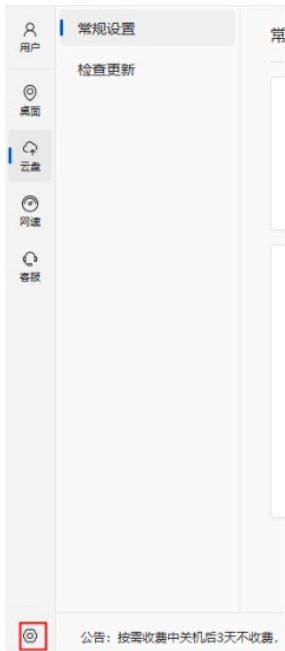 用户
桌面
云盘
网速
客服
常规设置
检查更新
常
公告：按需收费中关机后3天不收费，